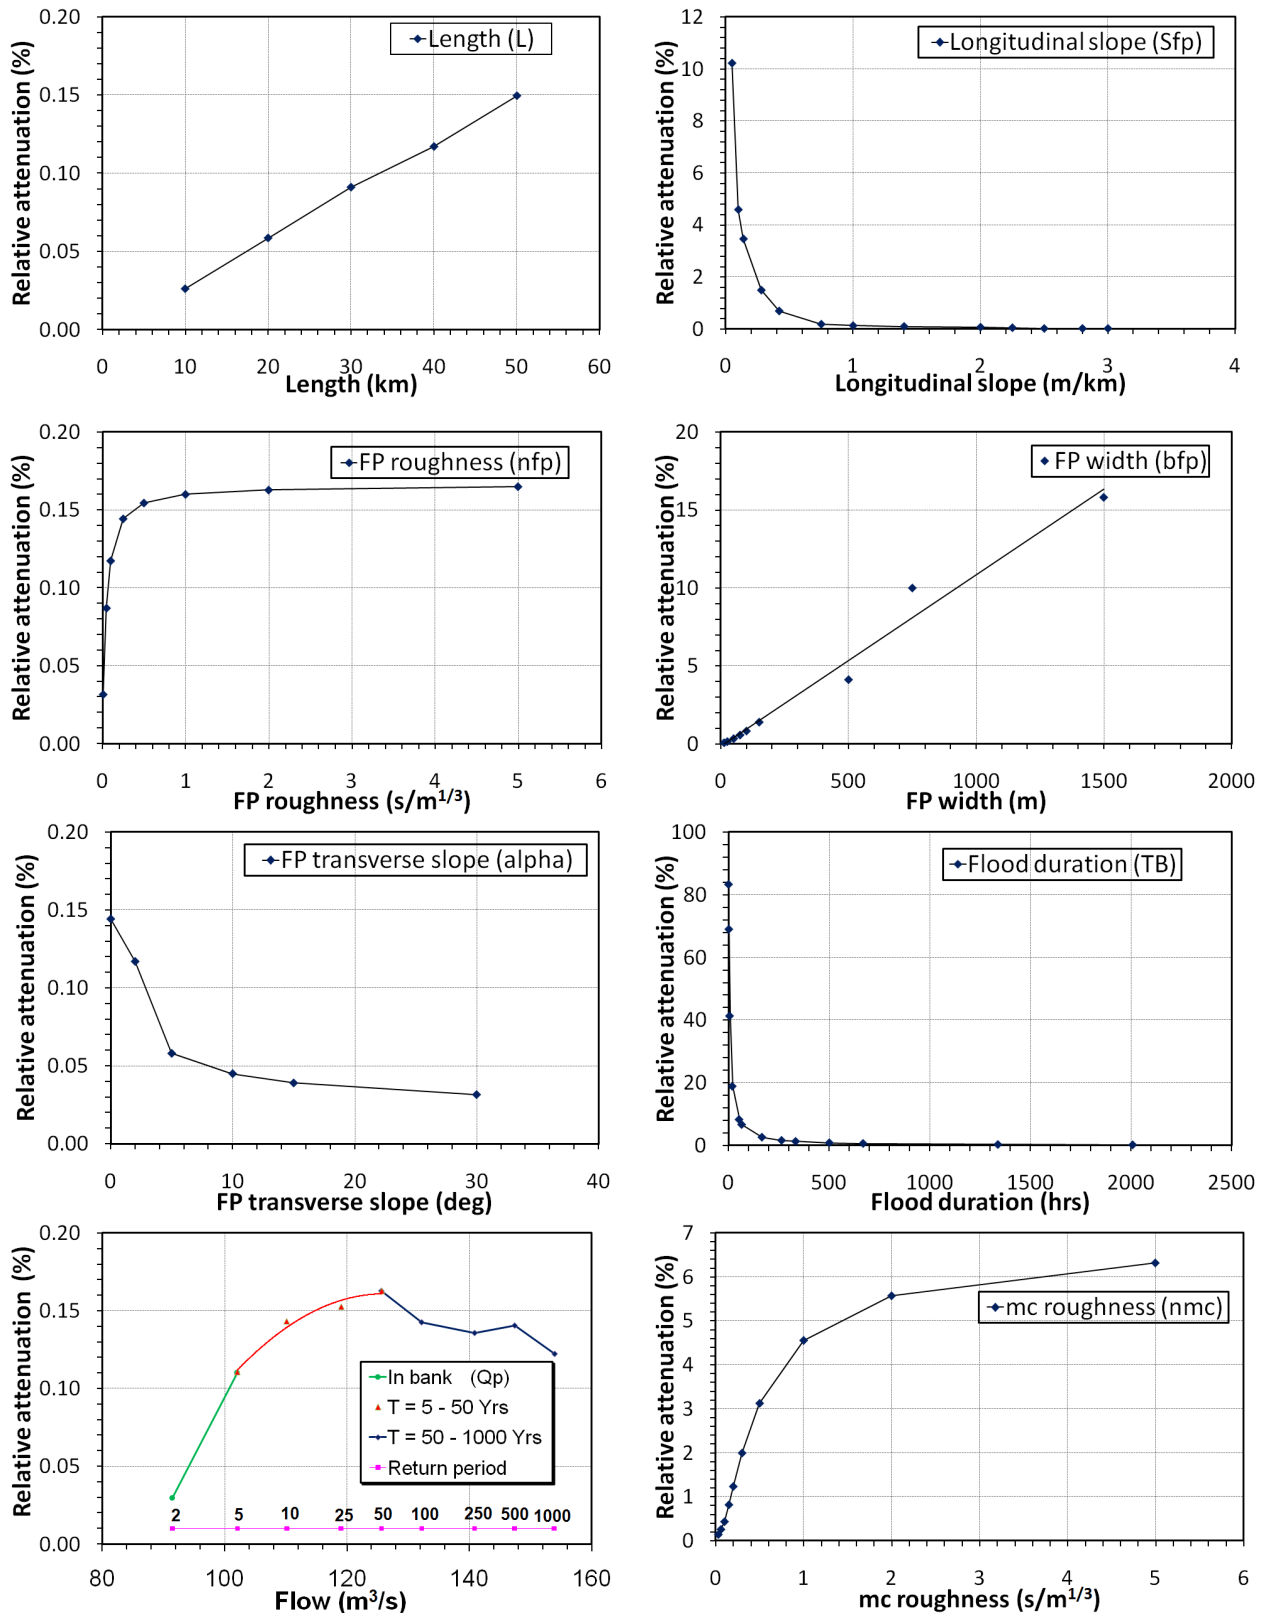 Relative attenuation (%)
0.20
0.15
0.10
0.05
0.00
Length (L)
0 10 20 30 40 50 60
Length (km)
Relative attenuation (%)
12
10
8
6
4
2
0
Longitudinal slope (Sfp)
0 1 2 3 4
Longitudinal slope (m/km)
Relative attenuation (%)
0.20
0.15
0.10
0.05
0.00
FP roughness (nfp)
0 1 2 3 4 5 6
FP roughness (s/m1/3)
Relative attenuation (%)
20
15
10
5
0
FP width (bfp)
0 500 1000 1500 2000
FP width (m)
Relative attenuation (%)
0.20
0.15
0.10
0.05
0.00
FP transverse slope (alpha)
0 10 20 30 40
FP transverse slope (deg)
Relative attenuation (%)
100
80
60
40
20
0
Flood duration (TB)
0 500 1000 1500 2000 2500
Flood duration (hrs)
Relative attenuation (%)
0.20
0.15
0.10
0.05
0.00
In bank (Qp)
T = 5 - 50 Yrs
T = 50 - 1000 Yrs
Return period
2 5 10 25 50 100 250 500 1000
80 100 120 140 160
Flow (m3/s)
Relative attenuation (%)
7
6
5
4
3
2
1
0
mc roughness (nmc)
0 1 2 3 4 5 6
mc roughness (s/m1/3)